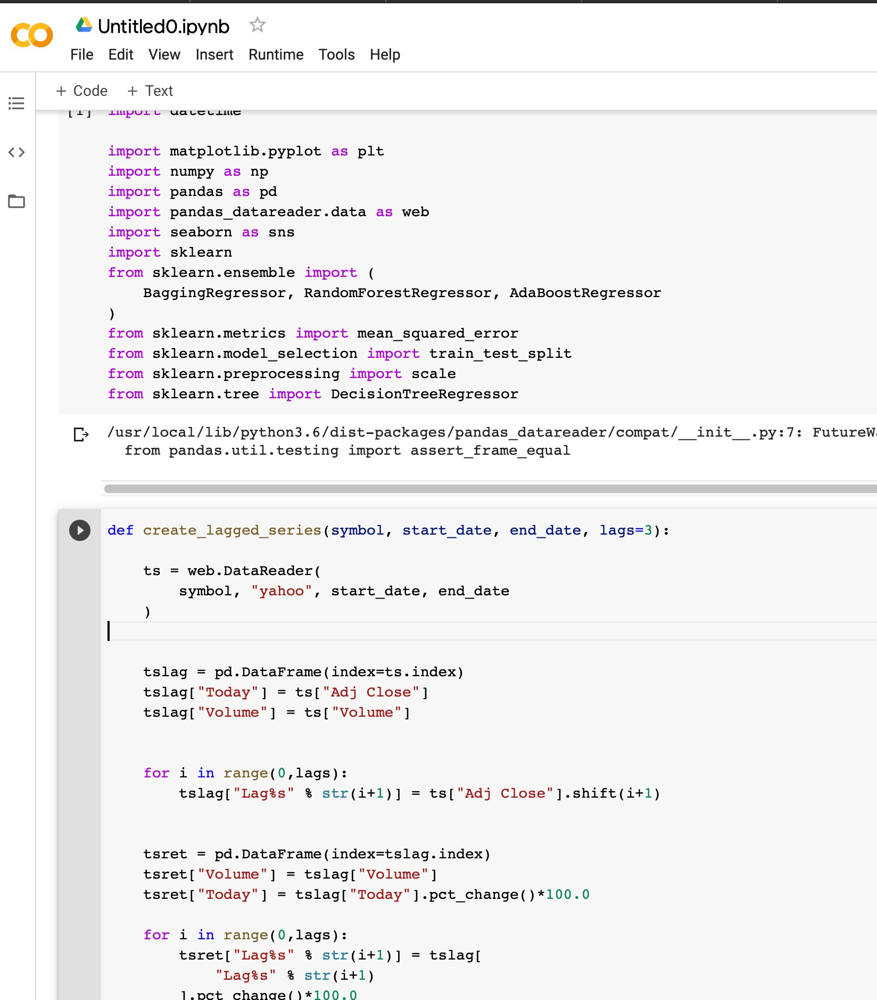 Untitled0.ipynb
File Edit View Insert Runtime Tools Help
+ Code + Text
[1] import datetime
import matplotlib.pyplot as plt
import numpy as np
import pandas as pd
import pandas_datareader.data as web
import seaborn as sns
import sklearn
from sklearn.ensemble import (
    BaggingRegressor, RandomForestRegressor, AdaBoostRegressor
)
from sklearn.metrics import mean_squared_error
from sklearn.model_selection import train_test_split
from sklearn.preprocessing import scale
from sklearn.tree import DecisionTreeRegressor
/usr/local/lib/python3.6/dist-packages/pandas_datareader/compat/__init__.py:7:
  from pandas.util.testing import assert_frame_equal
def create_lagged_series(symbol, start_date, end_date, lags=3):
    ts = web.DataReader(
        symbol, "yahoo", start_date, end_date
    )
    tslag = pd.DataFrame(index=ts.index)
    tslag["Today"] = ts["Adj Close"]
    tslag["Volume"] = ts["Volume"]
    for i in range(0,lags):
        tslag["Lag%s" % str(i+1)] = ts["Adj Close"].shift(i+1)
    tsret = pd.DataFrame(index=tslag.index)
    tsret["Volume"] = tslag["Volume"]
    tsret["Today"] = tslag["Today"].pct_change()*100.0
    for i in range(0,lags):
        tsret["Lag%s" % str(i+1)] = tslag[
            "Lag%s" % str(i+1)
        ].pct_change()*100.0